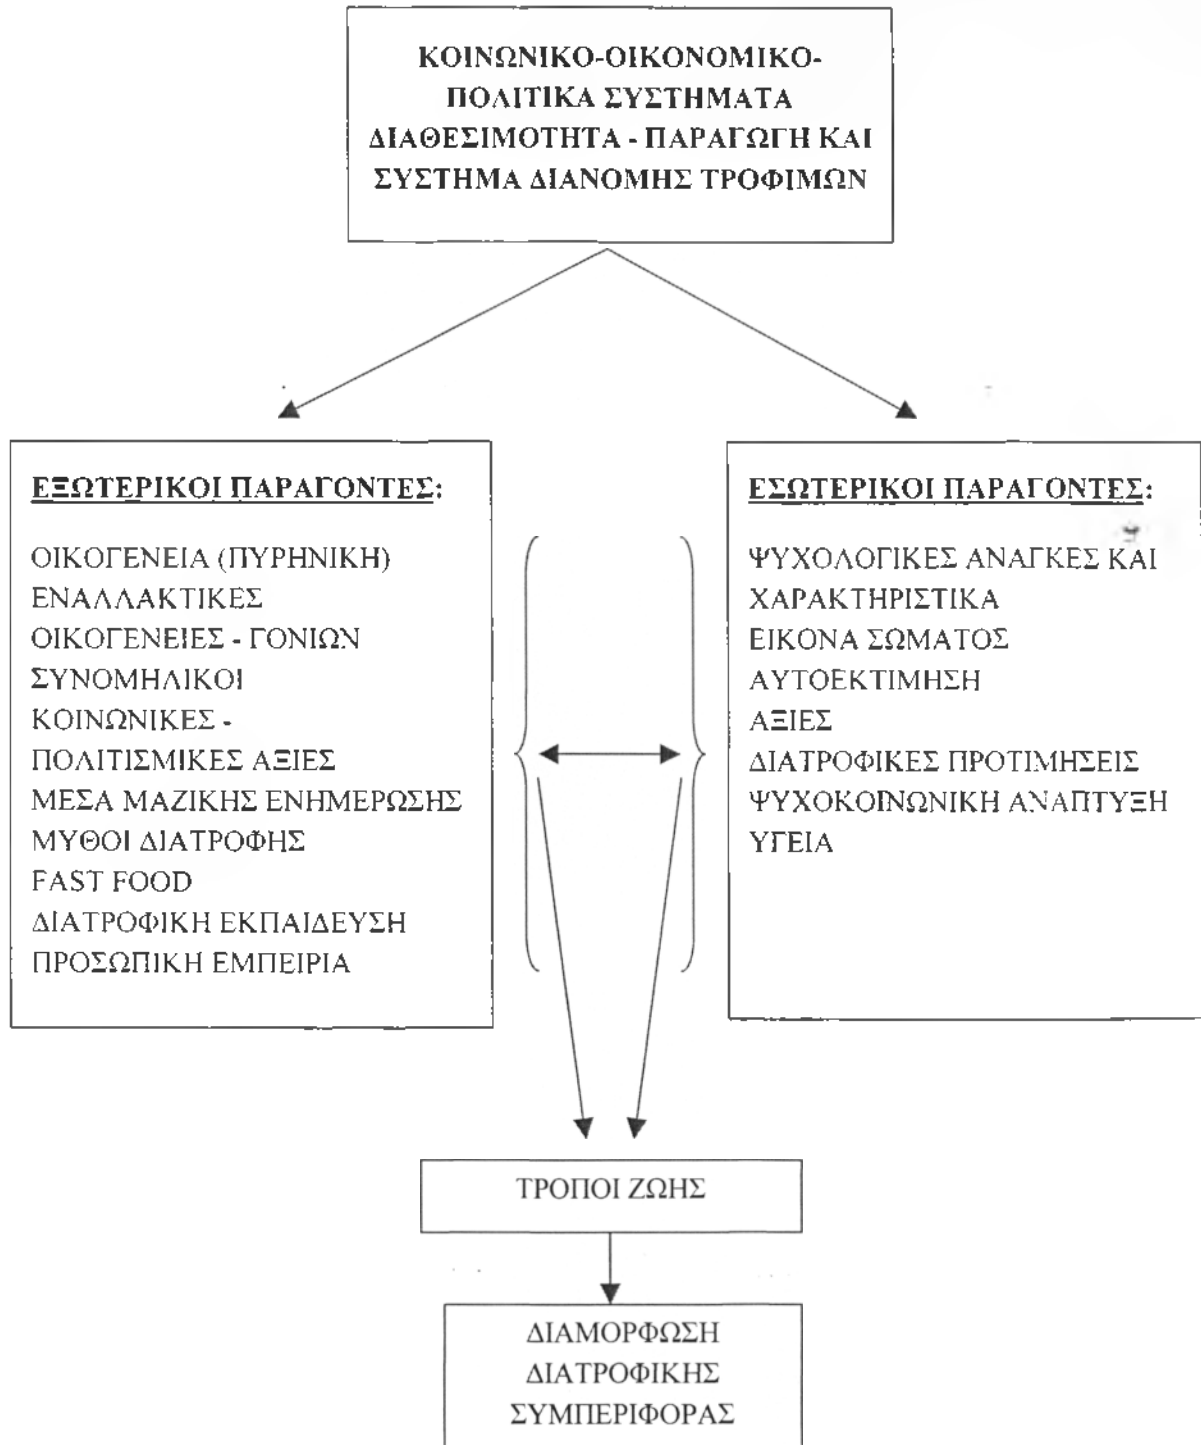 ΚΟΙΝΩΝΙΚΟ-ΟΙΚΟΝΟΜΙΚΟ-
ΠΟΛΙΤΙΚΑ ΣΥΣΤΗΜΑΤΑ
ΔΙΑΘΕΣΙΜΟΤΗΤΑ - ΠΑΡΑΓΩΓΗ ΚΑΙ
ΣΥΣΤΗΜΑ ΔΙΑΝΟΜΗΣ ΤΡΟΦΙΜΩΝ
ΕΞΩΤΕΡΙΚΟΙ ΠΑΡΑΓΟΝΤΕΣ:
ΟΙΚΟΓΕΝΕΙΑ (ΠΥΡΗΝΙΚΗ)
ΕΝΑΛΛΑΚΤΙΚΕΣ
ΟΙΚΟΓΕΝΕΙΕΣ - ΓΟΝΙΩΝ
ΣΥΝΟΜΗΛΙΚΟΙ
ΚΟΙΝΩΝΙΚΕΣ -
ΠΟΛΙΤΙΣΜΙΚΕΣ ΑΞΙΕΣ
ΜΕΣΑ ΜΑΖΙΚΗΣ ΕΝΗΜΕΡΩΣΗΣ
ΜΥΘΟΙ ΔΙΑΤΡΟΦΗΣ
FAST FOOD
ΔΙΑΤΡΟΦΙΚΗ ΕΚΠΑΙΔΕΥΣΗ
ΠΡΟΣΩΠΙΚΗ ΕΜΠΕΙΡΙΑ
ΕΣΩΤΕΡΙΚΟΙ ΠΑΡΑΓΟΝΤΕΣ:
ΨΥΧΟΛΟΓΙΚΕΣ ΑΝΑΓΚΕΣ ΚΑΙ
ΧΑΡΑΚΤΗΡΙΣΤΙΚΑ
ΕΙΚΟΝΑ ΣΩΜΑΤΟΣ
ΑΥΤΟΕΚΤΙΜΗΣΗ
ΑΞΙΕΣ
ΔΙΑΤΡΟΦΙΚΕΣ ΠΡΟΤΙΜΗΣΕΙΣ
ΨΥΧΟΚΟΙΝΩΝΙΚΗ ΑΝΑΠΤΥΞΗ
ΥΓΕΙΑ
ΤΡΟΠΟΙ ΖΩΗΣ
ΔΙΑΜΟΡΦΩΣΗ
ΔΙΑΤΡΟΦΙΚΗΣ
ΣΥΜΠΕΡΙΦΟΡΑΣ